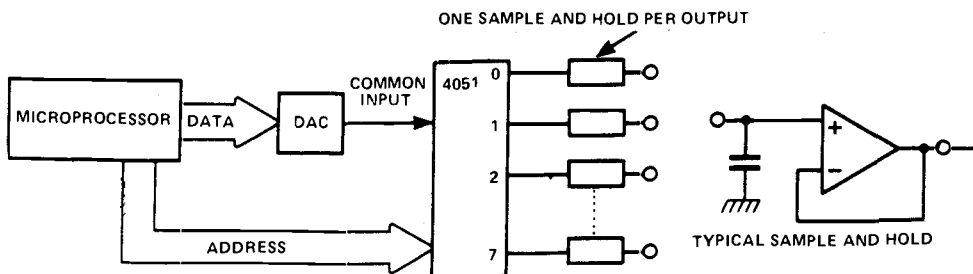 ONE SAMPLE AND HOLD PER OUTPUT
MICROPROCESSOR
DATA
DAC
COMMON
INPUT
4051
0
1
2
7
ADDRESS
+
−
TYPICAL SAMPLE AND HOLD